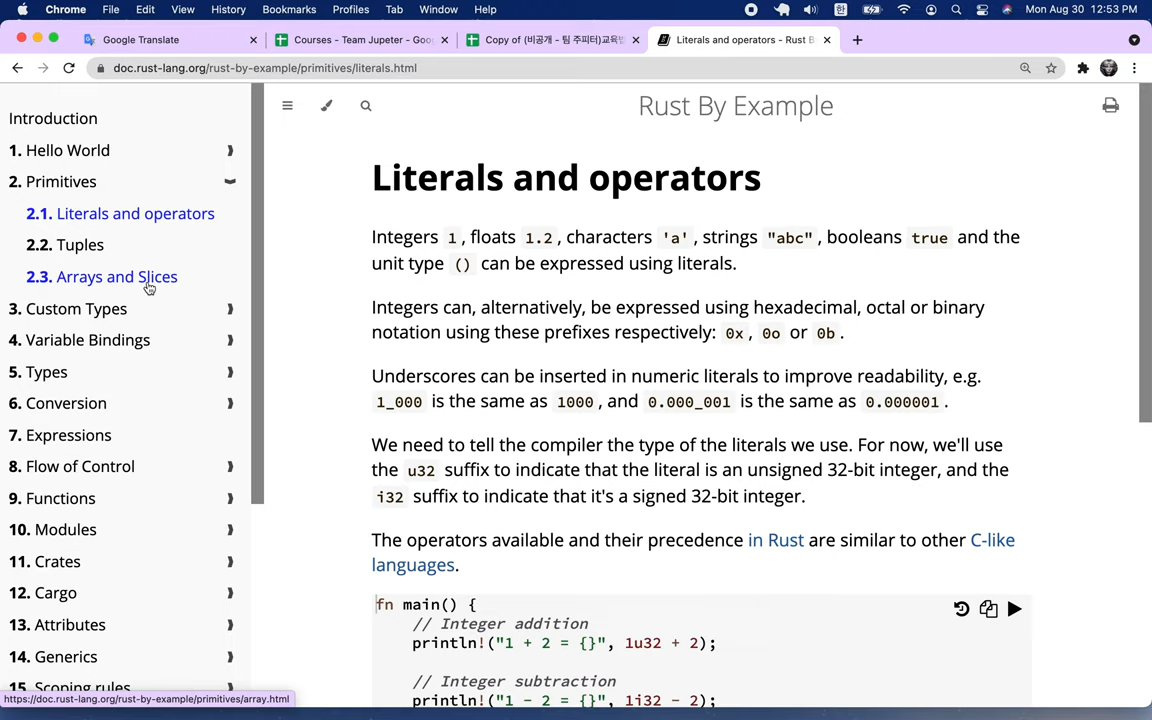 Chrome File Edit View History Bookmarks Profiles Tab Window Help 한 Mon Aug 30 12:53 PM
Google Translate Courses - Team Jupeter - Goo Copy of (비공개 - 팀 주피터)교육 Literals and operators - Rust B
doc.rust-lang.org/rust-by-example/primitives/literals.html
Rust By Example
Introduction
1. Hello World
2. Primitives
2.1. Literals and operators
2.2. Tuples
2.3. Arrays and Slices
3. Custom Types
4. Variable Bindings
5. Types
6. Conversion
7. Expressions
8. Flow of Control
9. Functions
10. Modules
11. Crates
12. Cargo
13. Attributes
14. Generics
15. Scoping rules
https://doc.rust-lang.org/rust-by-example/primitives/array.html
Literals and operators
Integers 1, floats 1.2, characters 'a', strings "abc", booleans true and the
unit type () can be expressed using literals.
Integers can, alternatively, be expressed using hexadecimal, octal or binary
notation using these prefixes respectively: 0x, 0o or 0b.
Underscores can be inserted in numeric literals to improve readability, e.g.
1_000 is the same as 1000, and 0.000_001 is the same as 0.000001.
We need to tell the compiler the type of the literals we use. For now, we'll use
the u32 suffix to indicate that the literal is an unsigned 32-bit integer, and the
i32 suffix to indicate that it's a signed 32-bit integer.
The operators available and their precedence in Rust are similar to other C-like
languages.
fn main() {
// Integer addition
println!("1 + 2 = {}", 1u32 + 2);
// Integer subtraction
println!("1 - 2 = {}", 1i32 - 2);